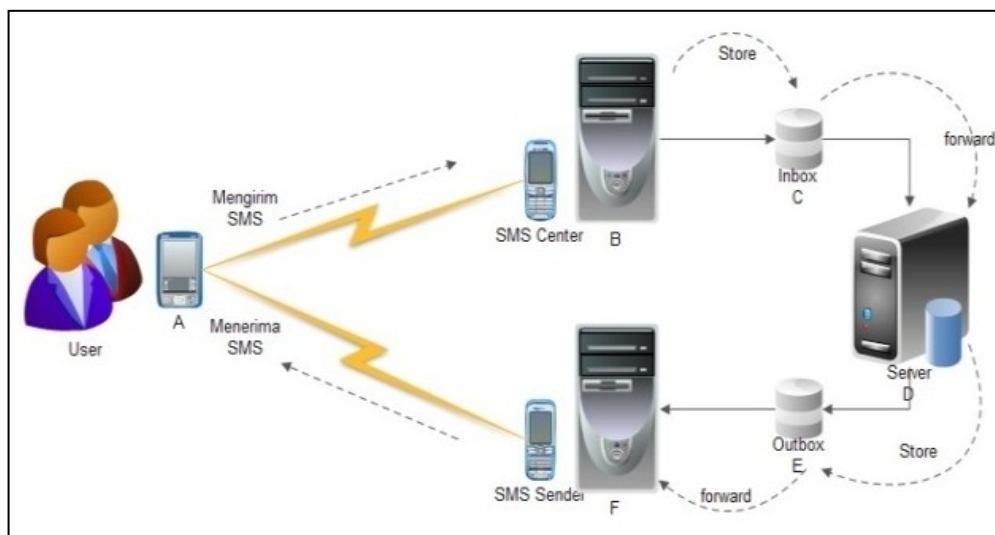 Store
forward
Inbox
C
Mengirim
SMS
SMS Center
B
A
User
Menerima
SMS
Server
D
Outbox
E
Store
SMS Sender
F
forward